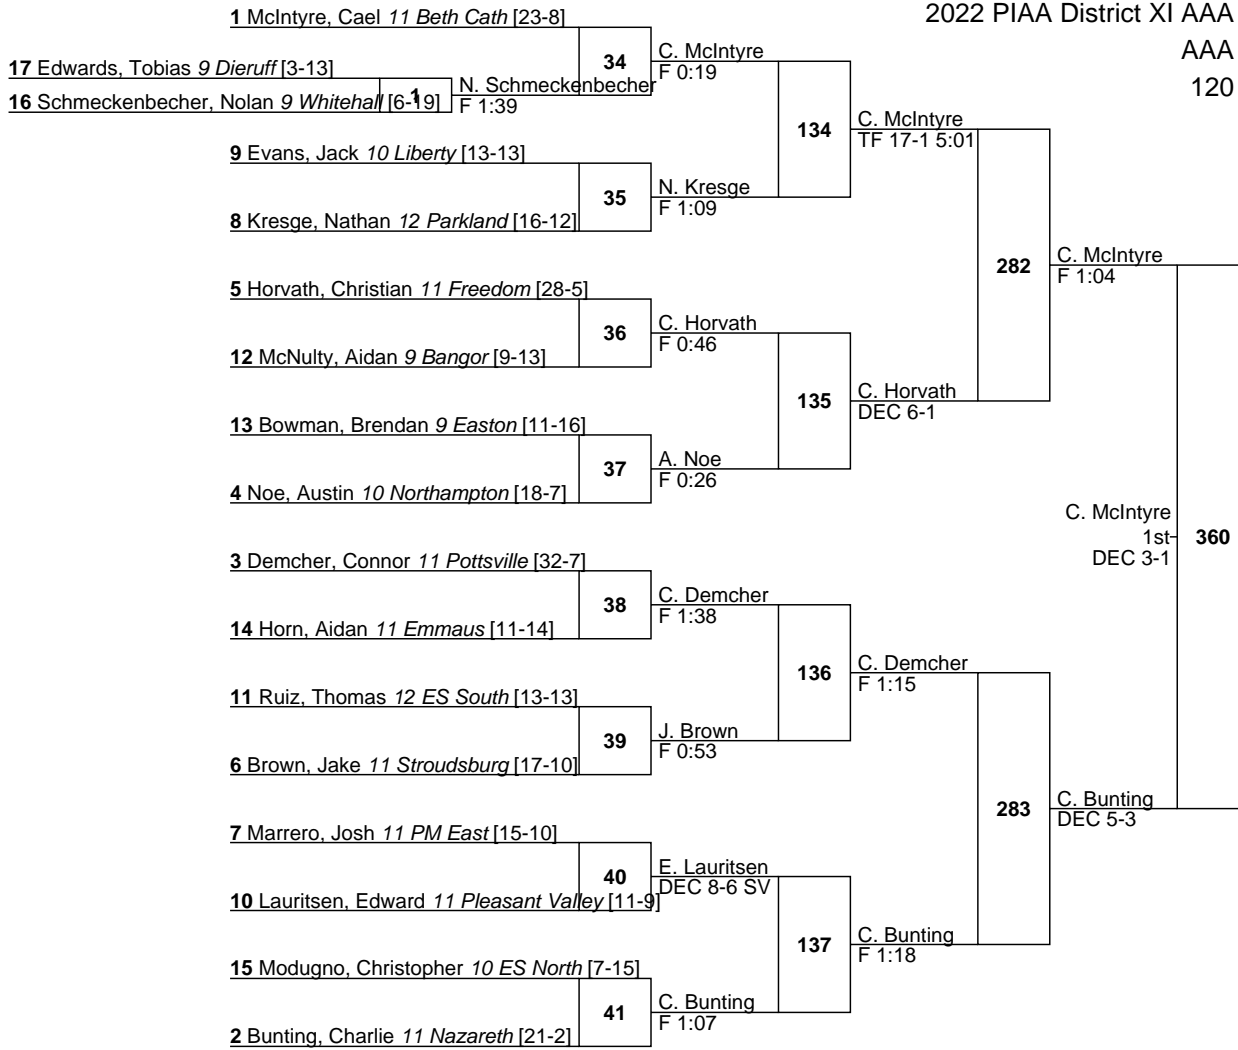 2022 PIAA District XI AAA
AAA
120
1 McIntyre, Cael 11 Beth Cath [23-8]
34
C. McIntyre
F 0:19
17 Edwards, Tobias 9 Dieruff [3-13]
1
N. Schmeckenbecher
F 1:39
16 Schmeckenbecher, Nolan 9 Whitehall [6-19]
134
C. McIntyre
TF 17-1 5:01
9 Evans, Jack 10 Liberty [13-13]
35
N. Kresge
F 1:09
8 Kresge, Nathan 12 Parkland [16-12]
282
C. McIntyre
F 1:04
5 Horvath, Christian 11 Freedom [28-5]
36
C. Horvath
F 0:46
12 McNulty, Aidan 9 Bangor [9-13]
135
C. Horvath
DEC 6-1
13 Bowman, Brendan 9 Easton [11-16]
37
A. Noe
F 0:26
4 Noe, Austin 10 Northampton [18-7]
C. McIntyre
1st
DEC 3-1
360
3 Demcher, Connor 11 Pottsville [32-7]
38
C. Demcher
F 1:38
14 Horn, Aidan 11 Emmaus [11-14]
136
C. Demcher
F 1:15
11 Ruiz, Thomas 12 ES South [13-13]
39
J. Brown
F 0:53
6 Brown, Jake 11 Stroudsburg [17-10]
283
C. Bunting
DEC 5-3
7 Marrero, Josh 11 PM East [15-10]
40
E. Lauritsen
DEC 8-6 SV
10 Lauritsen, Edward 11 Pleasant Valley [11-9]
137
C. Bunting
F 1:18
15 Modugno, Christopher 10 ES North [7-15]
41
C. Bunting
F 1:07
2 Bunting, Charlie 11 Nazareth [21-2]